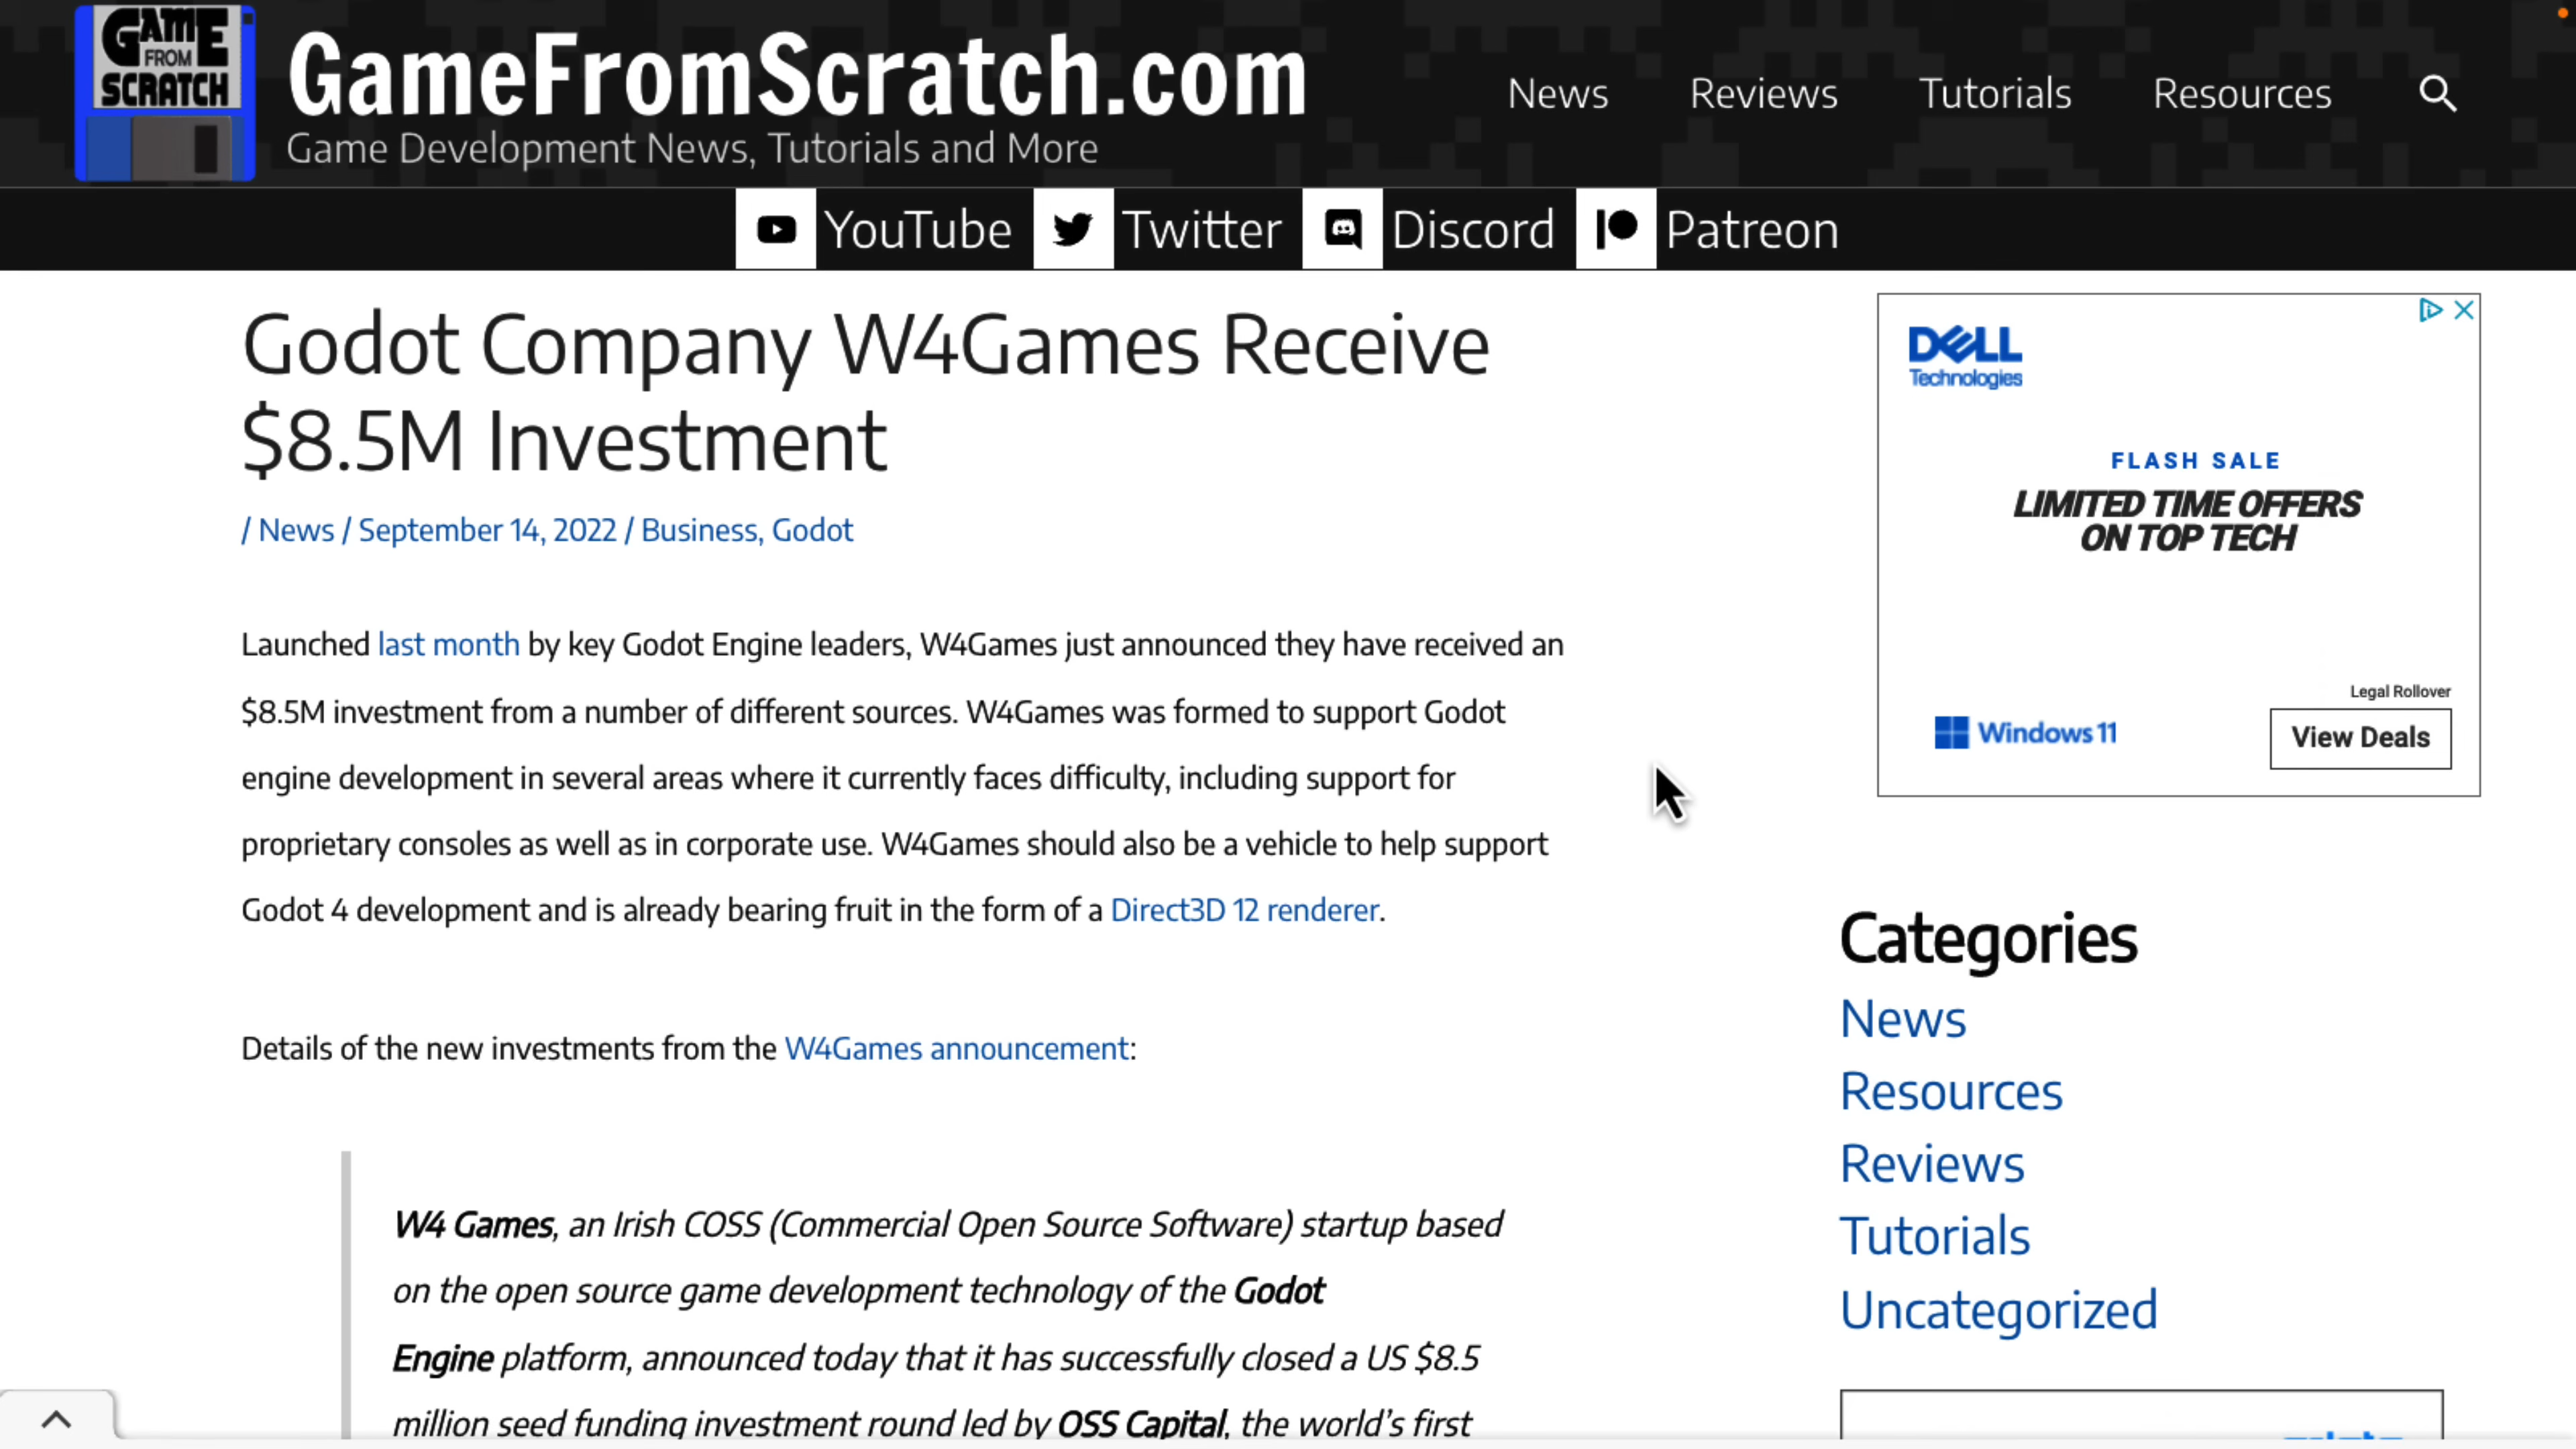 GAME
FROM
SCRATCH
GameFromScratch.com
Game Development News, Tutorials and More
News
Reviews
Tutorials
Resources
YouTube
Twitter
Discord
Patreon
Godot Company W4Games Receive
$8.5M Investment
/ News / September 14, 2022 / Business, Godot
Launched last month by key Godot Engine leaders, W4Games just announced they have received an
$8.5M investment from a number of different sources. W4Games was formed to support Godot
engine development in several areas where it currently faces difficulty, including support for
proprietary consoles as well as in corporate use. W4Games should also be a vehicle to help support
Godot 4 development and is already bearing fruit in the form of a Direct3D 12 renderer.
Details of the new investments from the W4Games announcement:
W4 Games, an Irish COSS (Commercial Open Source Software) startup based
on the open source game development technology of the Godot
Engine platform, announced today that it has successfully closed a US $8.5
million seed funding investment round led by OSS Capital, the world's first
DELL
Technologies
FLASH SALE
LIMITED TIME OFFERS
ON TOP TECH
Legal Rollover
Windows 11
View Deals
Categories
News
Resources
Reviews
Tutorials
Uncategorized